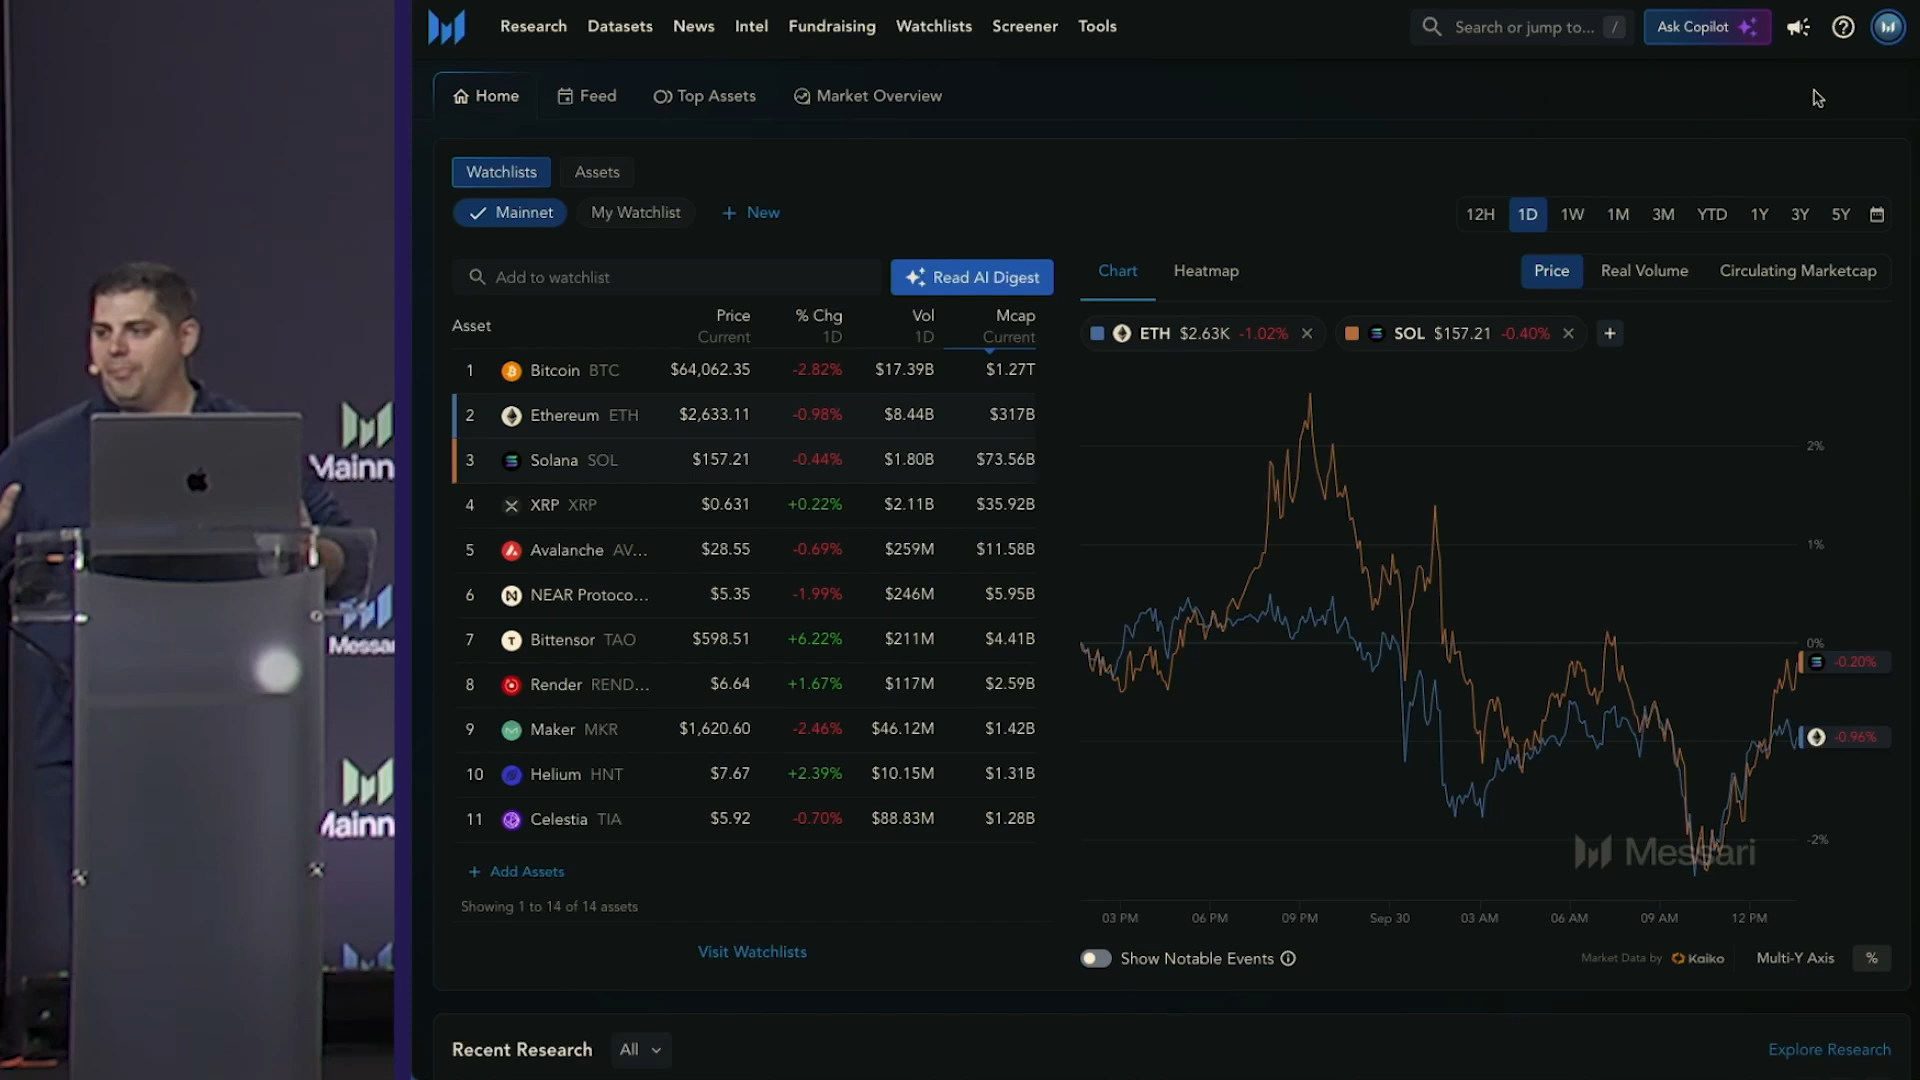 Research Datasets News Intel Fundraising Watchlists Screener Tools
Search or jump to... /
Ask Copilot
Home Feed Top Assets Market Overview
Watchlists Assets
Mainnet My Watchlist + New
12H 1D 1W 1M 3M YTD 1Y 3Y 5Y
Add to watchlist
Read AI Digest
Chart Heatmap
Price Real Volume Circulating Marketcap
Asset Price % Chg Vol Mcap
Current 1D 1D Current
ETH $2.63K -1.02% ×
SOL $157.21 -0.40% ×
+
1 Bitcoin BTC $64,062.35 -2.82% $17.39B $1.27T
2 Ethereum ETH $2,633.11 -0.98% $8.44B $317B
3 Solana SOL $157.21 -0.44% $1.80B $73.56B
4 XRP XRP $0.631 +0.22% $2.11B $35.92B
5 Avalanche AV... $28.55 -0.69% $259M $11.58B
6 NEAR Protoco... $5.35 -1.99% $246M $5.95B
7 Bittensor TAO $598.51 +6.22% $211M $4.41B
8 Render REND... $6.64 +1.67% $117M $2.59B
9 Maker MKR $1,620.60 -2.46% $46.12M $1.42B
10 Helium HNT $7.67 +2.39% $10.15M $1.31B
11 Celestia TIA $5.92 -0.70% $88.83M $1.28B
+ Add Assets
Showing 1 to 14 of 14 assets
Visit Watchlists
2%
1%
0%
-0.20%
-0.96%
-2%
Messari
03 PM 06 PM 09 PM Sep 30 03 AM 06 AM 09 AM 12 PM
Show Notable Events
Market Data by Kaiko
Multi-Y Axis %
Recent Research All
Explore Research
Mainn
Messar
Mainn